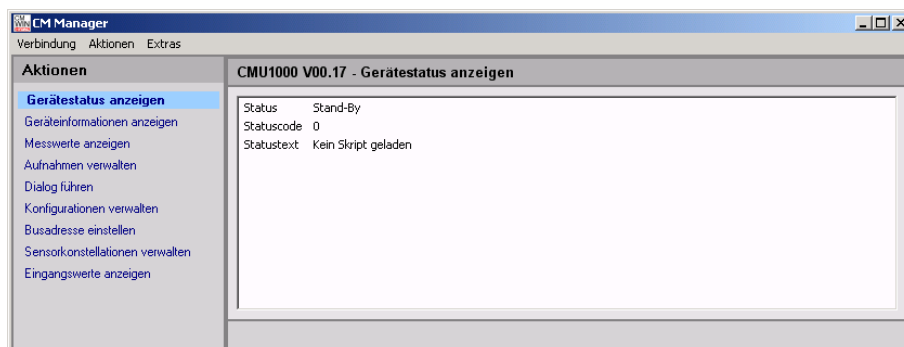 CM Manager
Verbindung Aktionen Extras
Aktionen
Gerätestatus anzeigen
Geräteinformationen anzeigen
Messwerte anzeigen
Aufnahmen verwalten
Dialog führen
Konfigurationen verwalten
Busadresse einstellen
Sensorkonstellationen verwalten
Eingangswerte anzeigen
CMU1000 V00.17 - Gerätestatus anzeigen
Status Stand-By
Statuscode 0
Statustext Kein Skript geladen